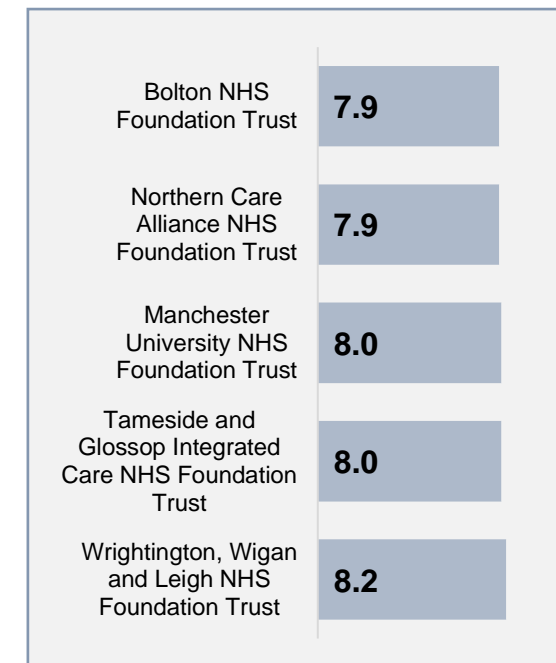 Bolton NHS
Foundation Trust
7.9
Northern Care
Alliance NHS
Foundation Trust
7.9
Manchester
University NHS
Foundation Trust
8.0
Tameside and
Glossop Integrated
Care NHS Foundation
Trust
8.0
Wrightington, Wigan
and Leigh NHS
Foundation Trust
8.2